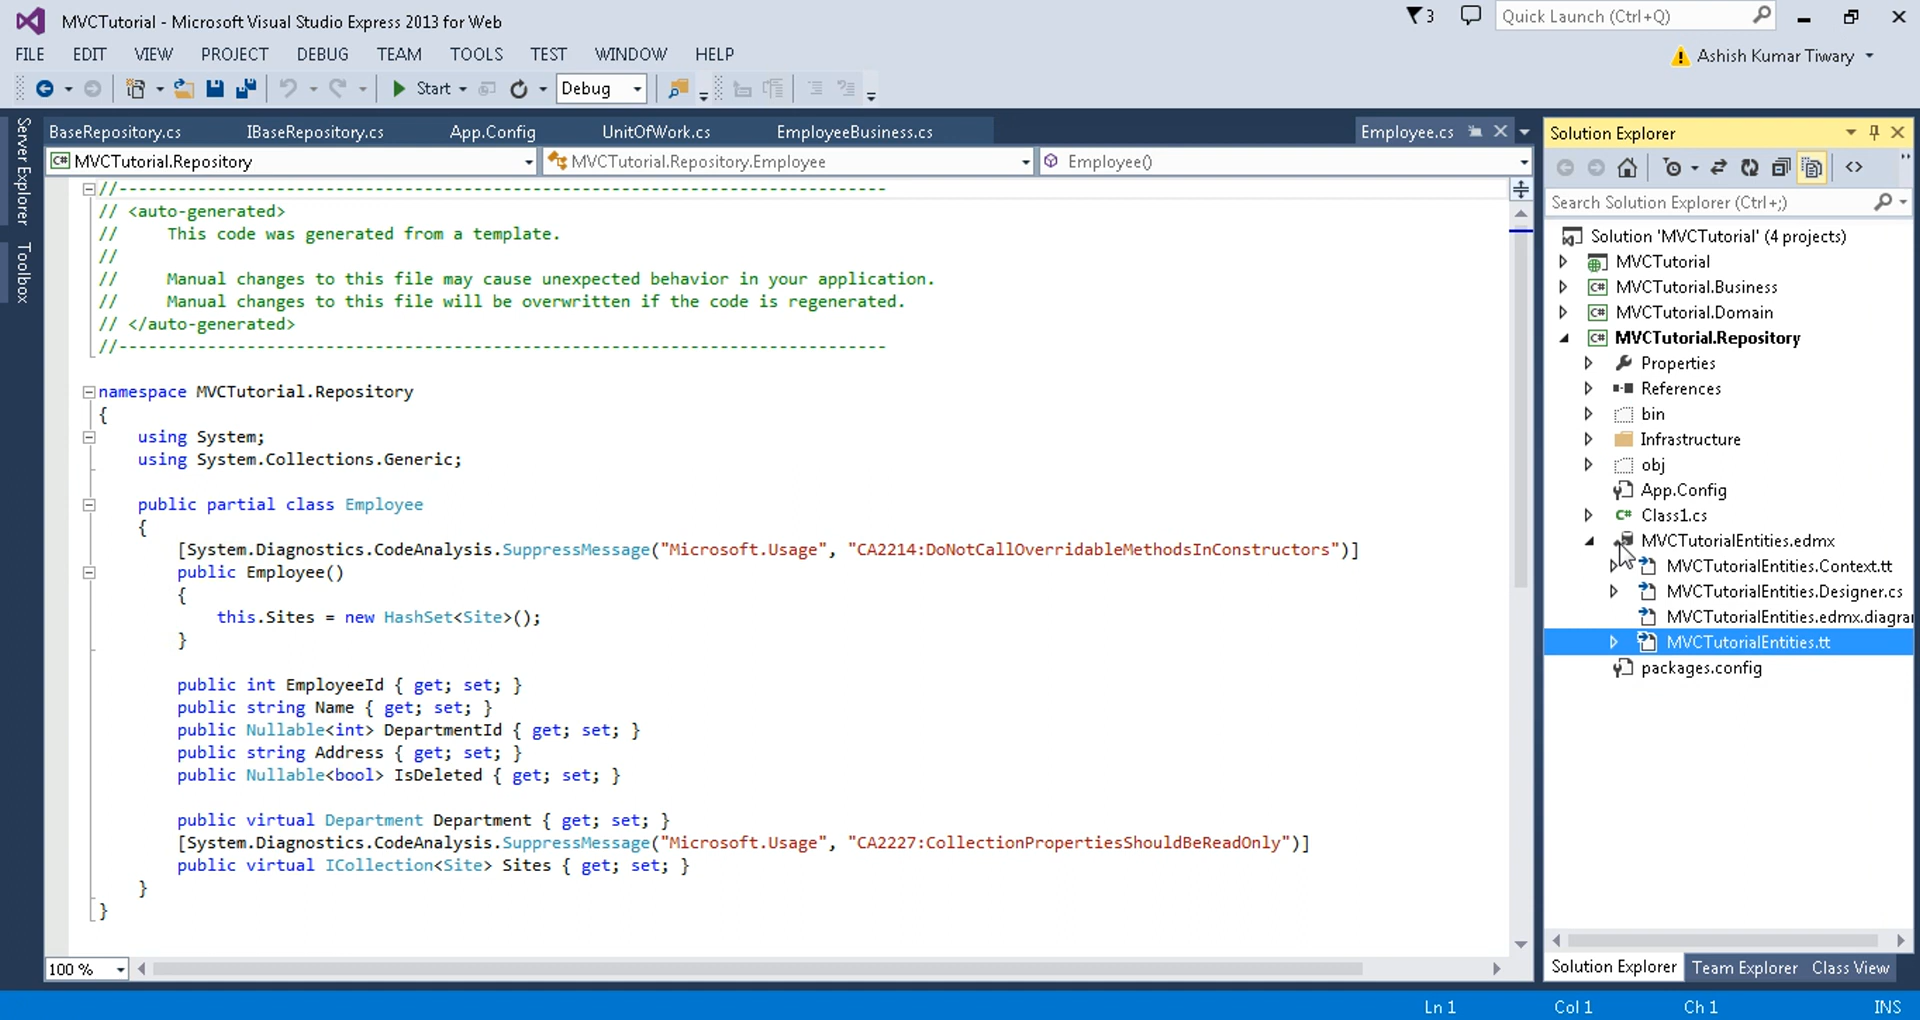 MVCTutorial - Microsoft Visual Studio Express 2013 for Web
3
Quick Launch (Ctrl+Q)
FILE EDIT VIEW PROJECT DEBUG TEAM TOOLS TEST WINDOW HELP
Ashish Kumar Tiwary
Start Debug
Server Explorer
Toolbox
BaseRepository.cs IBaseRepository.cs App.Config UnitOfWork.cs EmployeeBusiness.cs Employee.cs
C# MVCTutorial.Repository MVCTutorial.Repository.Employee Employee()
//------------------------------------------------------------------------------
// <auto-generated>
//     This code was generated from a template.
//
//     Manual changes to this file may cause unexpected behavior in your application.
//     Manual changes to this file will be overwritten if the code is regenerated.
// </auto-generated>
//------------------------------------------------------------------------------
namespace MVCTutorial.Repository
{
using System;
using System.Collections.Generic;
public partial class Employee
{
[System.Diagnostics.CodeAnalysis.SuppressMessage("Microsoft.Usage", "CA2214:DoNotCallOverridableMethodsInConstructors")]
public Employee()
{
this.Sites = new HashSet<Site>();
}
public int EmployeeId { get; set; }
public string Name { get; set; }
public Nullable<int> DepartmentId { get; set; }
public string Address { get; set; }
public Nullable<bool> IsDeleted { get; set; }
public virtual Department Department { get; set; }
[System.Diagnostics.CodeAnalysis.SuppressMessage("Microsoft.Usage", "CA2227:CollectionPropertiesShouldBeReadOnly")]
public virtual ICollection<Site> Sites { get; set; }
}
}
100 %
Solution Explorer
Search Solution Explorer (Ctrl+;)
Solution 'MVCTutorial' (4 projects)
MVCTutorial
C# MVCTutorial.Business
C# MVCTutorial.Domain
C# MVCTutorial.Repository
Properties
References
bin
Infrastructure
obj
App.Config
C# Class1.cs
MVCTutorialEntities.edmx
MVCTutorialEntities.Context.tt
MVCTutorialEntities.Designer.cs
MVCTutorialEntities.edmx.diagra
MVCTutorialEntities.tt
packages.config
Solution Explorer Team Explorer Class View
Ln 1 Col 1 Ch 1 INS